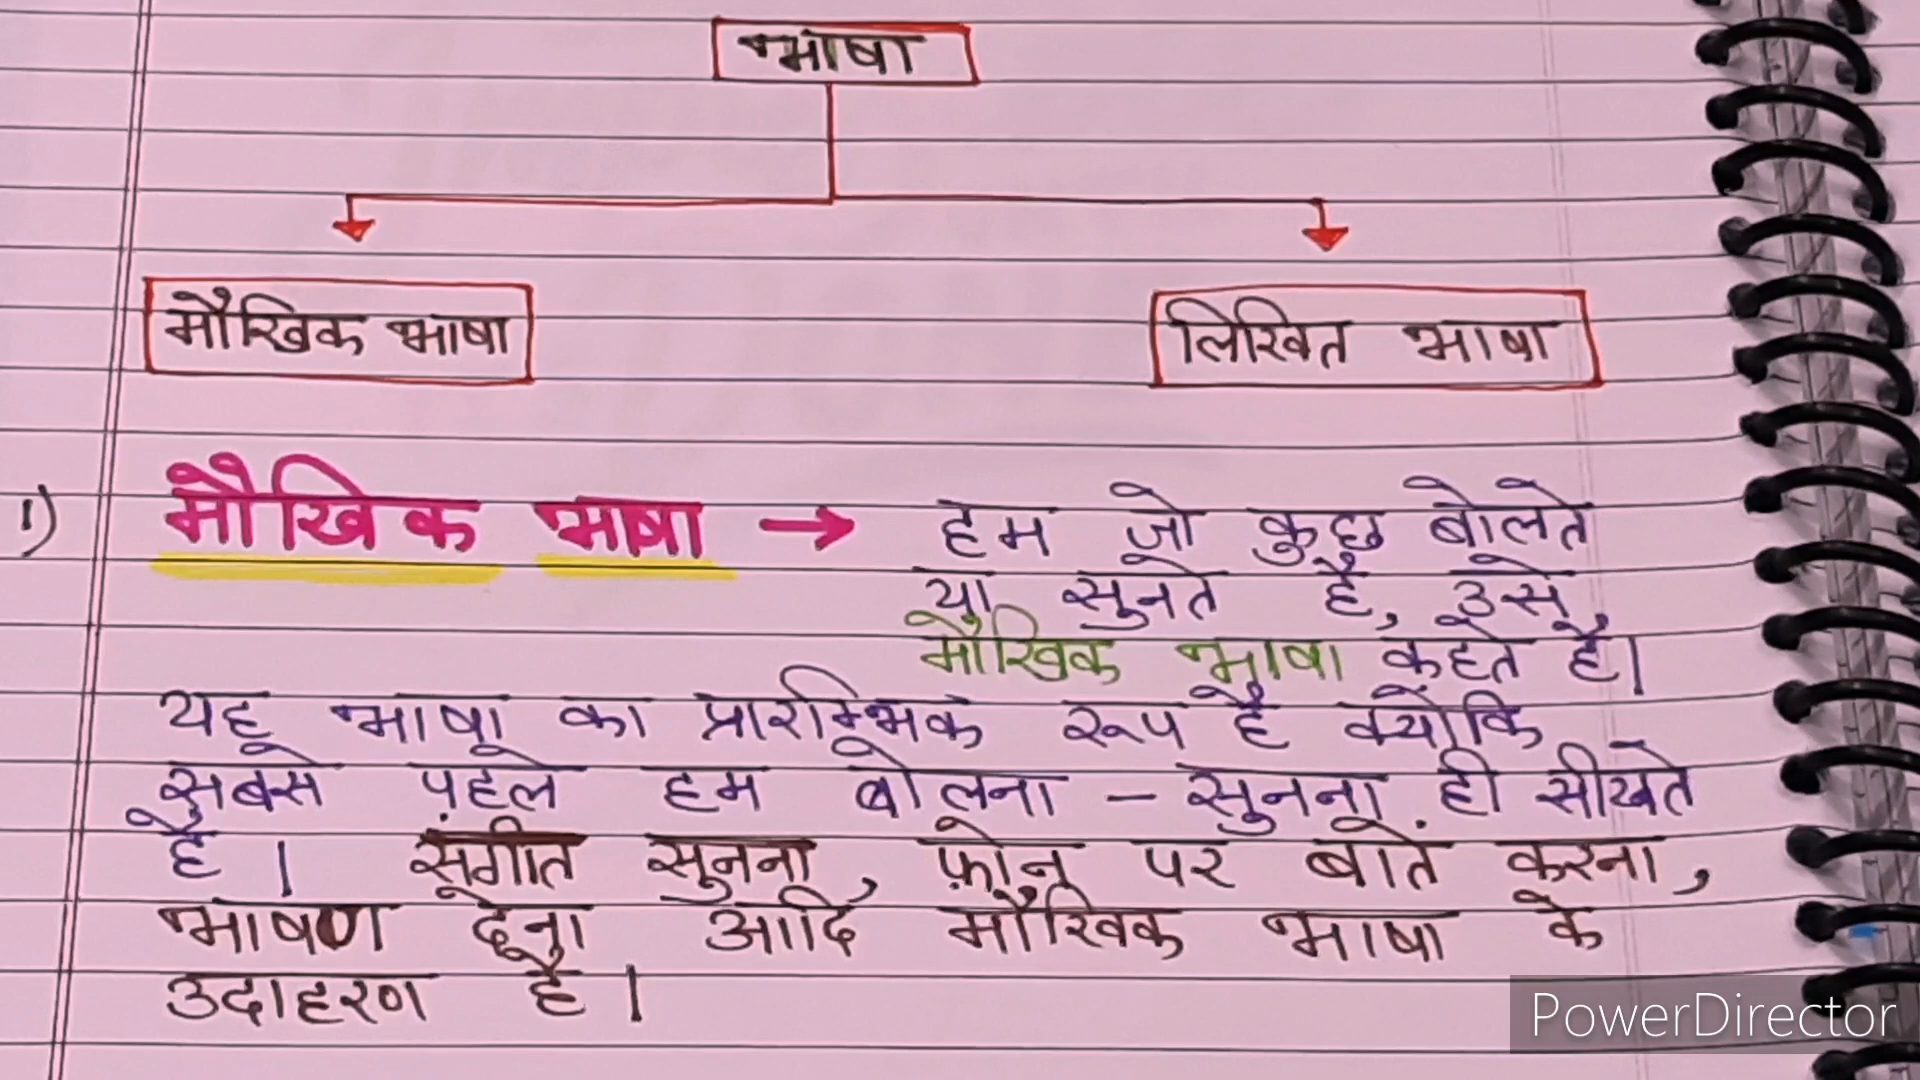 भाषा
मौखिक भाषा
लिखित भाषा
1) मौखिक भाषा → हम जो कुछ बोलते
या सुनते है, उसे
मौखिक भाषा कहते है।
यह भाषा का प्रारम्भिक रूप है क्योंकि
सबसे पहले हम बोलना - सुनना ही सीखते
है। संगीत सुनना, फ़ोन पर बातें करना,
भाषण देना आदि मौखिक भाषा के
उदाहरण है।
PowerDirector